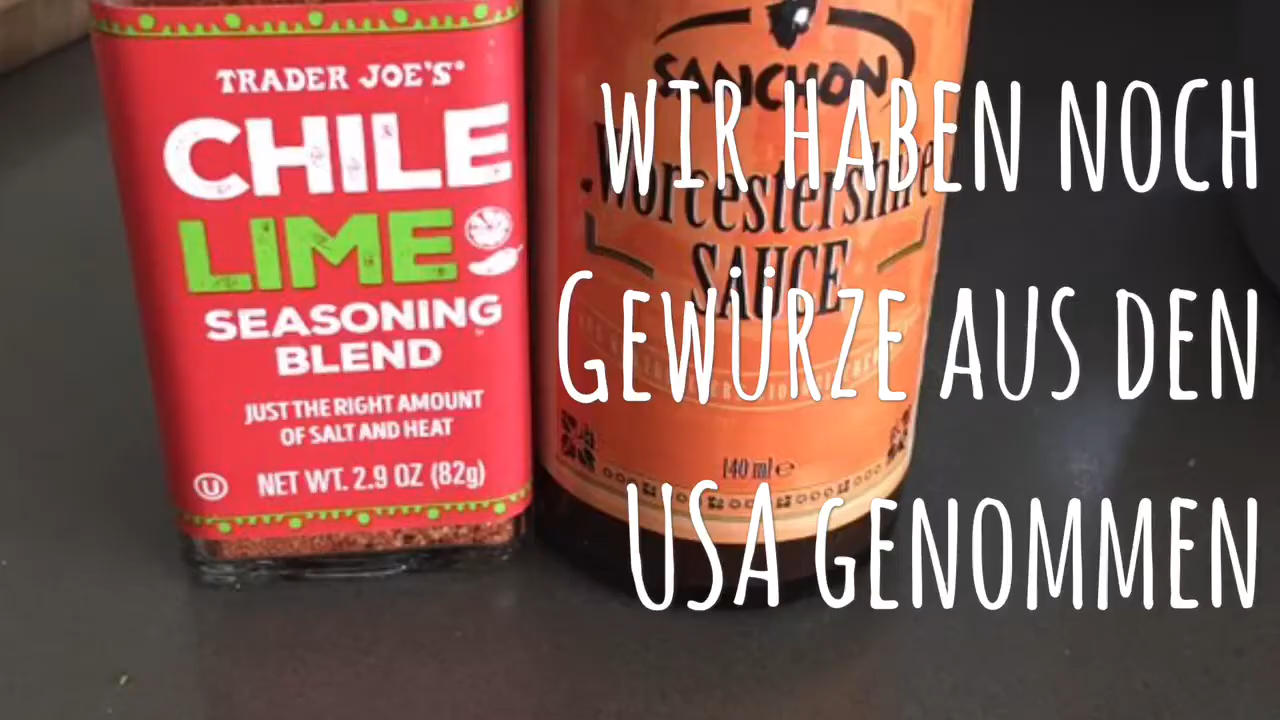 TRADER JOE'S
CHILE
LIME
SEASONING
BLEND
JUST THE RIGHT AMOUNT
OF SALT AND HEAT
U NET WT. 2.9 OZ (82g)
SANCHON
Worcestershire
SAUCE
140 ml e
WIR HABEN NOCH
GEWÜRZE AUS DEN
USA GENOMMEN